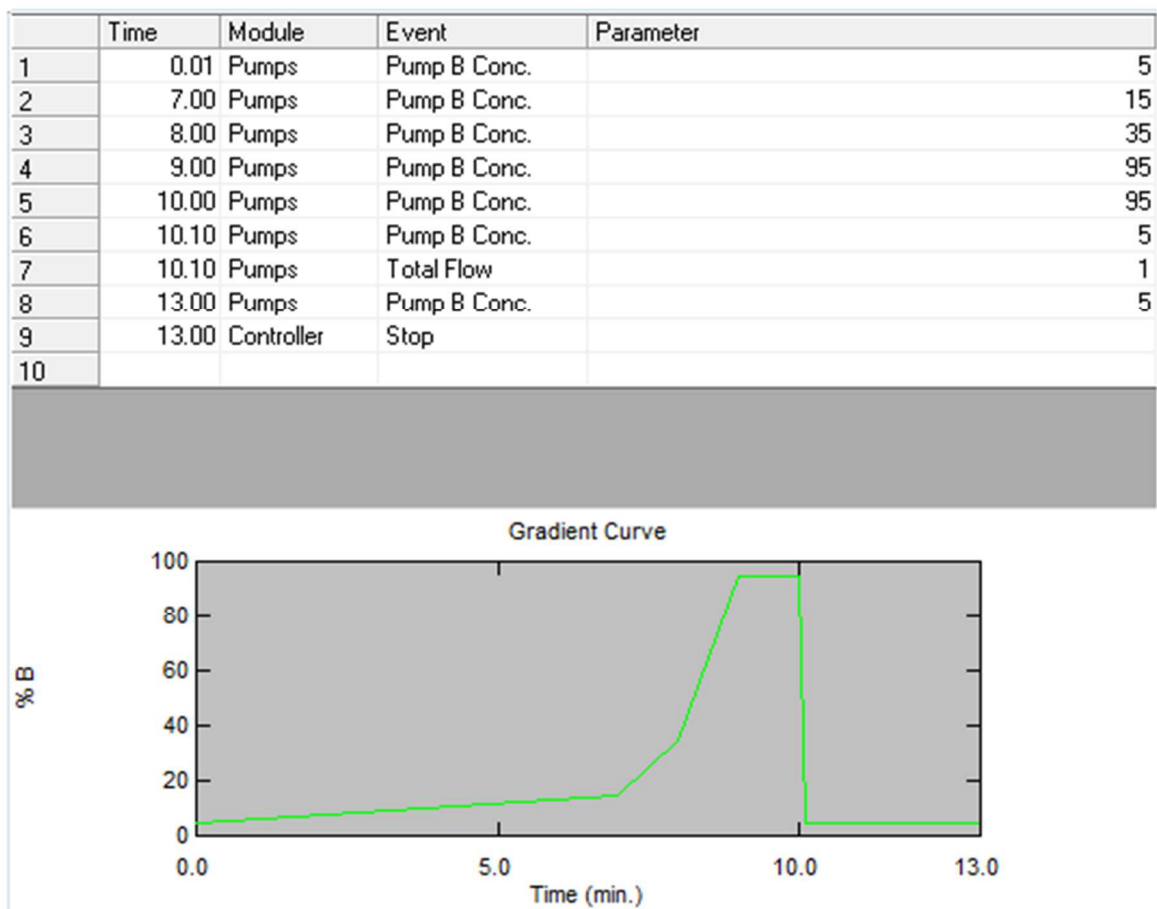 Time Module Event Parameter
1 0.01 Pumps Pump B Conc. 5
2 7.00 Pumps Pump B Conc. 15
3 8.00 Pumps Pump B Conc. 35
4 9.00 Pumps Pump B Conc. 95
5 10.00 Pumps Pump B Conc. 95
6 10.10 Pumps Pump B Conc. 5
7 10.10 Pumps Total Flow 1
8 13.00 Pumps Pump B Conc. 5
9 13.00 Controller Stop
10
Gradient Curve
100
80
60
40
20
0
% B
0.0 5.0 10.0 13.0
Time (min.)